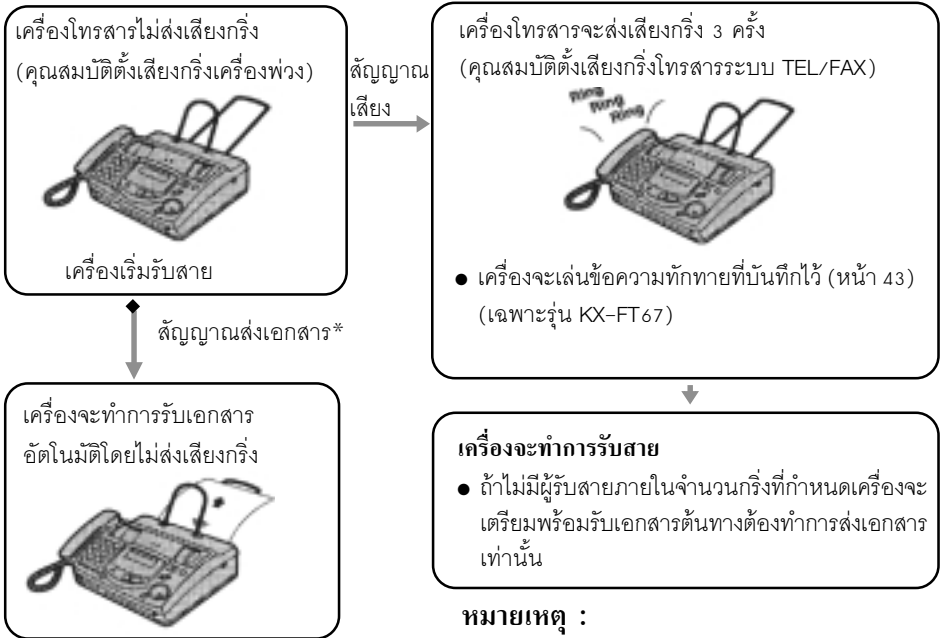 เครื่องโทรสารไม่ส่งเสียงกริ่ง
(คุณสมบัติตั้งเสียงกริ่งเครื่องพ่วง)
เครื่องเริ่มรับสาย
สัญญาณ
เสียง
เครื่องโทรสารจะส่งเสียงกริ่ง 3 ครั้ง
(คุณสมบัติตั้งเสียงกริ่งโทรสารระบบ TEL/FAX)
Ring
Ring
Ring
● เครื่องจะเล่นข้อความทักทายที่บันทึกไว้ (หน้า 43)
(เฉพาะรุ่น KX-FT67)
สัญญาณส่งเอกสาร*
เครื่องจะทำการรับเอกสาร
อัตโนมัติโดยไม่ส่งเสียงกริ่ง
เครื่องจะทำการรับสาย
● ถ้าไม่มีผู้รับสายภายในจำนวนกริ่งที่กำหนดเครื่องจะ
เตรียมพร้อมรับเอกสารต้นทางต้องทำการส่งเอกสาร
เท่านั้น
หมายเหตุ :